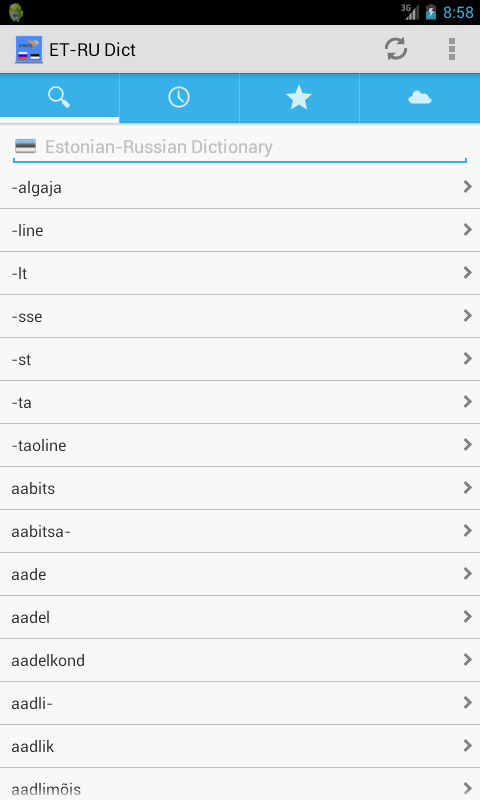 3G 8:58
ET-RU Dict
Estonian-Russian Dictionary
-algaja
-line
-lt
-sse
-st
-ta
-taoline
aabits
aabitsa-
aade
aadel
aadelkond
aadli-
aadlik
aadlimõis